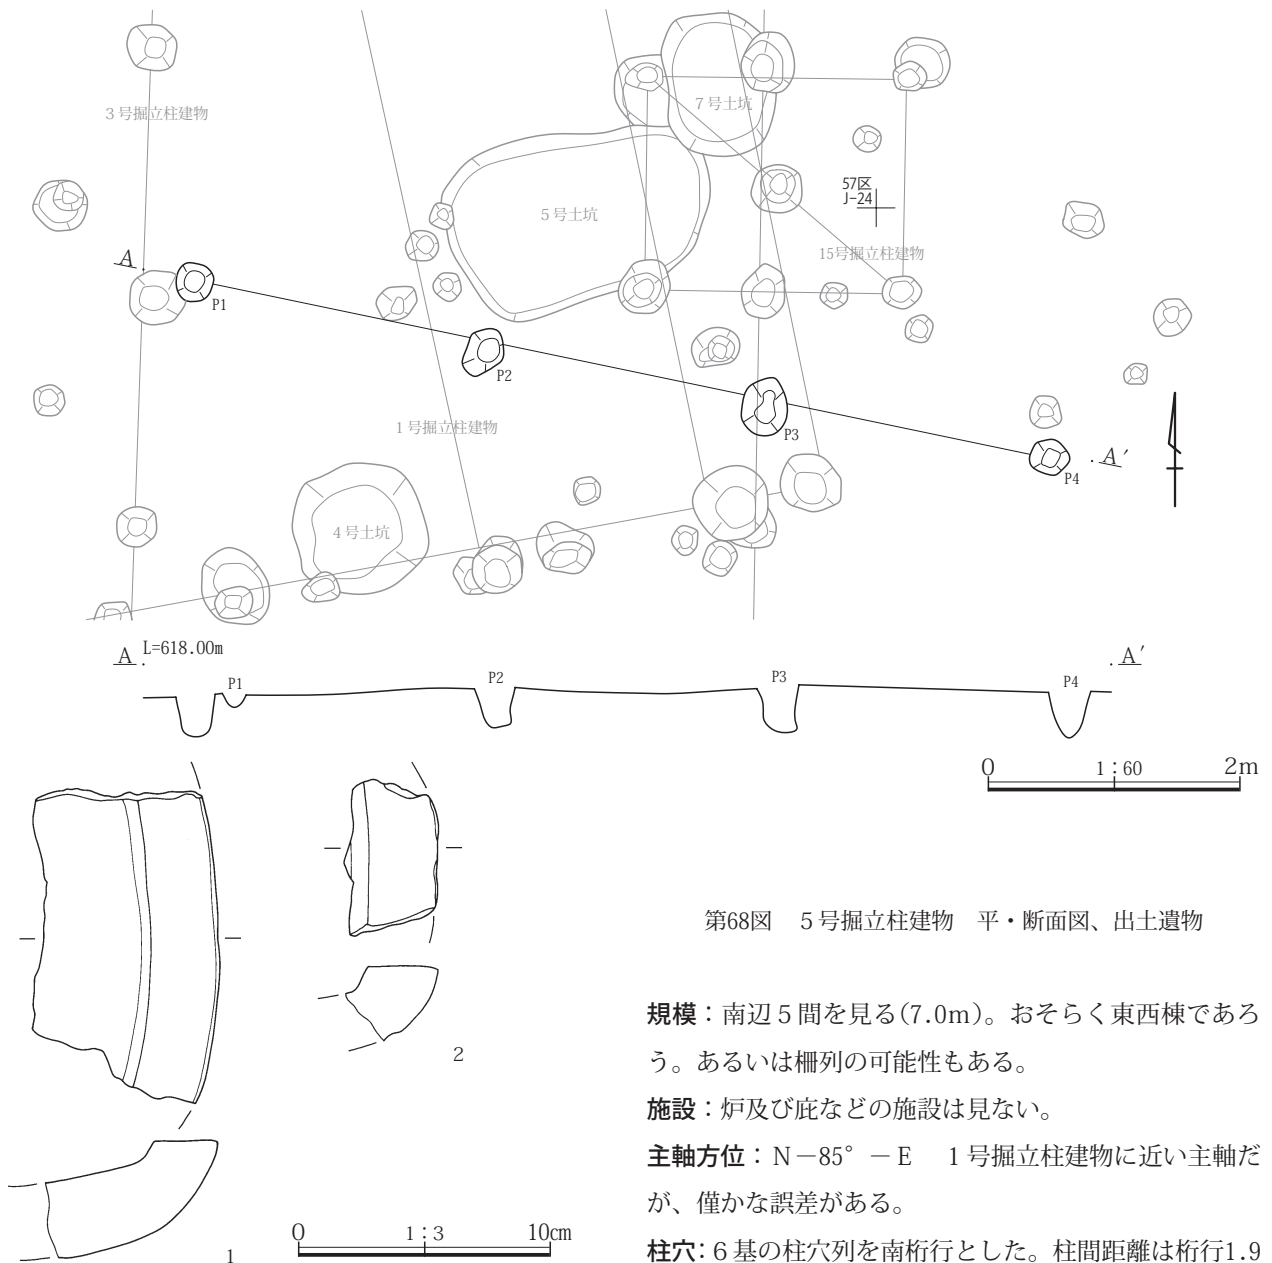 3号掘立柱建物
7号土坑
57区
J-24
5号土坑
15号掘立柱建物
A
P1
P2
1号掘立柱建物
P3
A′
P4
4号土坑
A L=618.00m
A′
P1
P2
P3
P4
0 1:60 2m
第68図　5号掘立柱建物　平・断面図、出土遺物
規模：南辺5間を見る(7.0m)。おそらく東西棟であろ
う。あるいは柵列の可能性もある。
2
施設：炉及び庇などの施設は見ない。
主軸方位：N－85°－E　1号掘立柱建物に近い主軸だ
が、僅かな誤差がある。
0 1:3 10cm
1
柱穴：6基の柱穴列を南桁行とした。柱間距離は桁行1.9